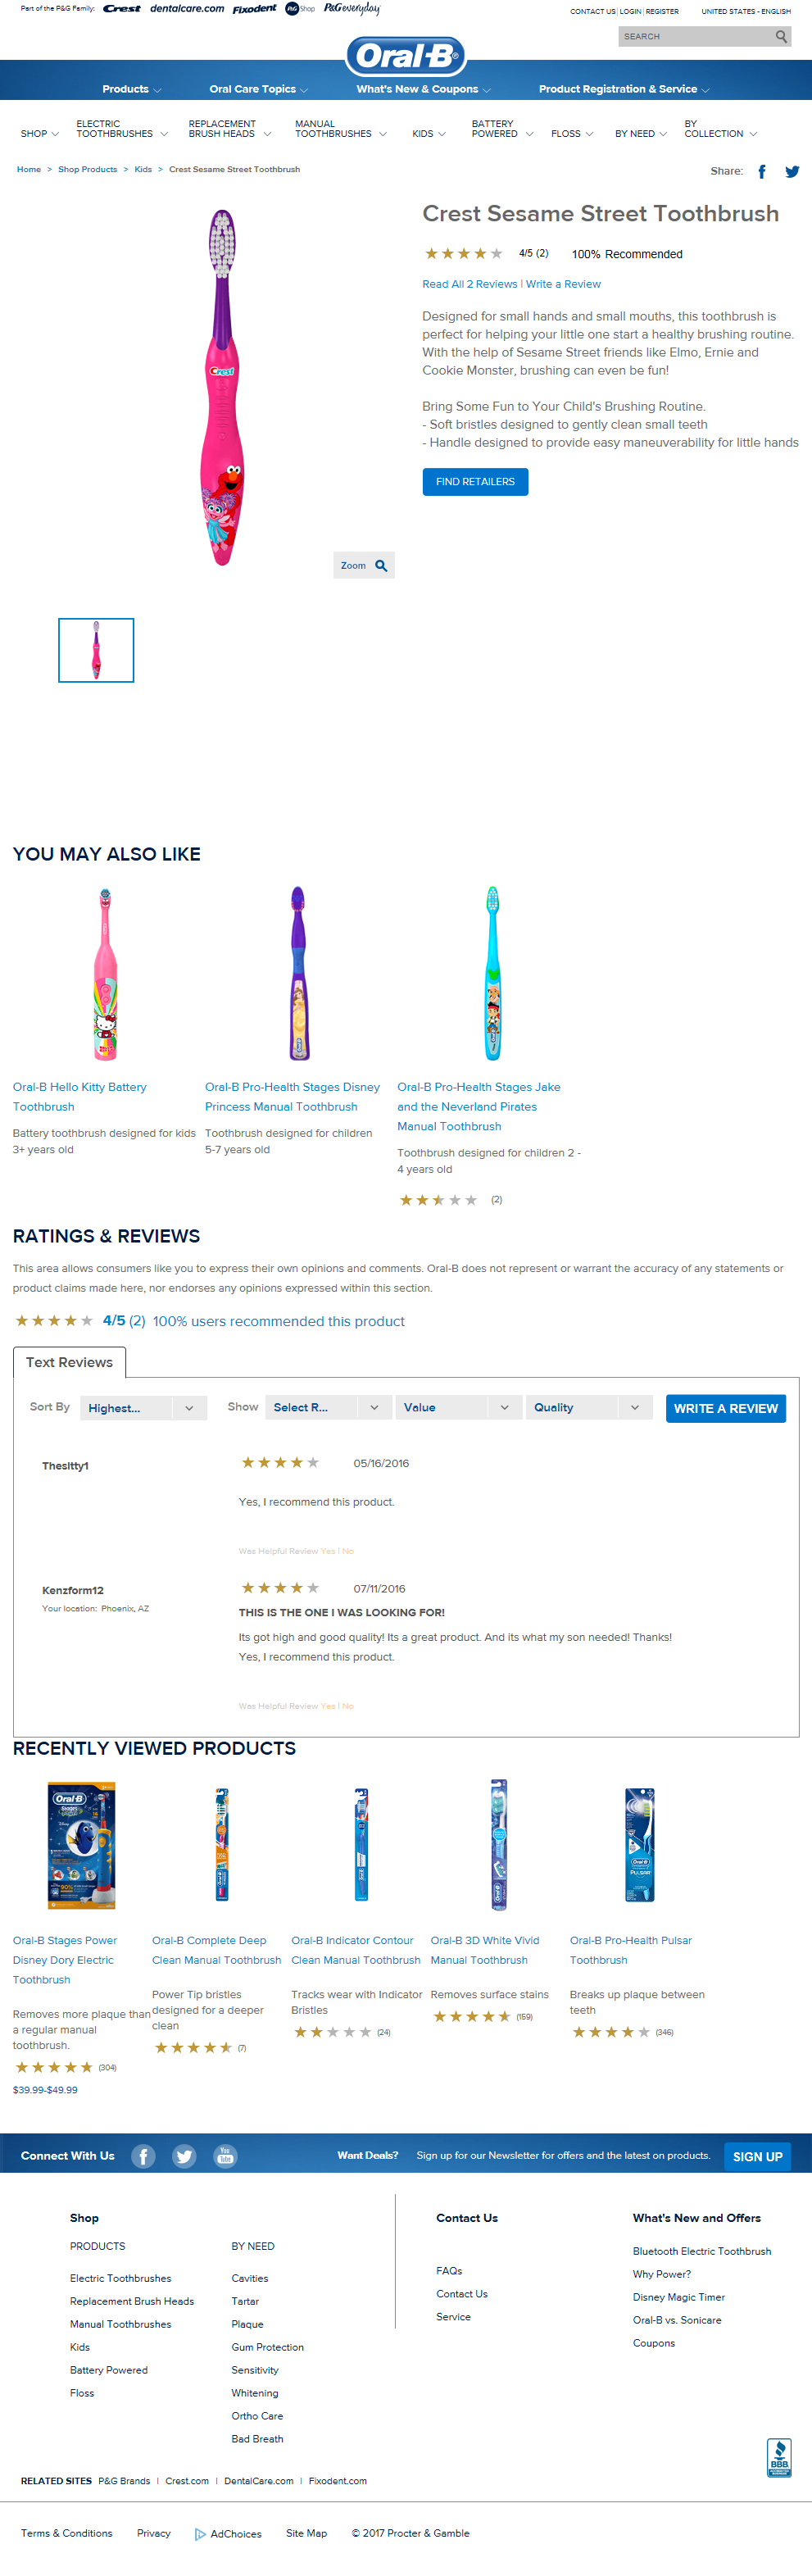 Part of the P&G Family: Crest dentalcare.com Fixodent P&G Shop P&G everyday
CONTACT US | LOGIN | REGISTER UNITED STATES - ENGLISH
SEARCH
Oral-B®
Products Oral Care Topics What's New & Coupons Product Registration & Service
SHOP ELECTRIC TOOTHBRUSHES REPLACEMENT BRUSH HEADS MANUAL TOOTHBRUSHES KIDS BATTERY POWERED FLOSS BY NEED BY COLLECTION
Home > Shop Products > Kids > Crest Sesame Street Toothbrush
Share:
Crest
Zoom
Crest Sesame Street Toothbrush
4/5 (2) 100% Recommended
Read All 2 Reviews | Write a Review
Designed for small hands and small mouths, this toothbrush is
perfect for helping your little one start a healthy brushing routine.
With the help of Sesame Street friends like Elmo, Ernie and
Cookie Monster, brushing can even be fun!
Bring Some Fun to Your Child's Brushing Routine.
- Soft bristles designed to gently clean small teeth
- Handle designed to provide easy maneuverability for little hands
FIND RETAILERS
YOU MAY ALSO LIKE
Oral-B Hello Kitty Battery
Toothbrush
Battery toothbrush designed for kids
3+ years old
Oral-B Pro-Health Stages Disney
Princess Manual Toothbrush
Toothbrush designed for children
5-7 years old
Oral-B Pro-Health Stages Jake
and the Neverland Pirates
Manual Toothbrush
Toothbrush designed for children 2 -
4 years old
(2)
RATINGS & REVIEWS
This area allows consumers like you to express their own opinions and comments. Oral-B does not represent or warrant the accuracy of any statements or
product claims made here, nor endorses any opinions expressed within this section.
4/5 (2) 100% users recommended this product
Text Reviews
Sort By Highest... Show Select R... Value Quality WRITE A REVIEW
Thesitty1 05/16/2016
Yes, I recommend this product.
Was Helpful Review Yes | No
Kenzform12 07/11/2016
Your location: Phoenix, AZ
THIS IS THE ONE I WAS LOOKING FOR!
Its got high and good quality! Its a great product. And its what my son needed! Thanks!
Yes, I recommend this product.
Was Helpful Review Yes | No
RECENTLY VIEWED PRODUCTS
Oral-B
Stages
90%
Oral-B
PULSAR
Oral-B Stages Power
Disney Dory Electric
Toothbrush
Removes more plaque than
a regular manual
toothbrush.
(304)
$39.99-$49.99
Oral-B Complete Deep
Clean Manual Toothbrush
Power Tip bristles
designed for a deeper
clean
(7)
Oral-B Indicator Contour
Clean Manual Toothbrush
Tracks wear with Indicator
Bristles
(24)
Oral-B 3D White Vivid
Manual Toothbrush
Removes surface stains
(159)
Oral-B Pro-Health Pulsar
Toothbrush
Breaks up plaque between
teeth
(346)
Connect With Us You Tube Want Deals? Sign up for our Newsletter for offers and the latest on products. SIGN UP
Shop
PRODUCTS
Electric Toothbrushes
Replacement Brush Heads
Manual Toothbrushes
Kids
Battery Powered
Floss
BY NEED
Cavities
Tartar
Plaque
Gum Protection
Sensitivity
Whitening
Ortho Care
Bad Breath
Contact Us
FAQs
Contact Us
Service
What's New and Offers
Bluetooth Electric Toothbrush
Why Power?
Disney Magic Timer
Oral-B vs. Sonicare
Coupons
BBB
RELATED SITES P&G Brands | Crest.com | DentalCare.com | Fixodent.com
Terms & Conditions Privacy AdChoices Site Map © 2017 Procter & Gamble